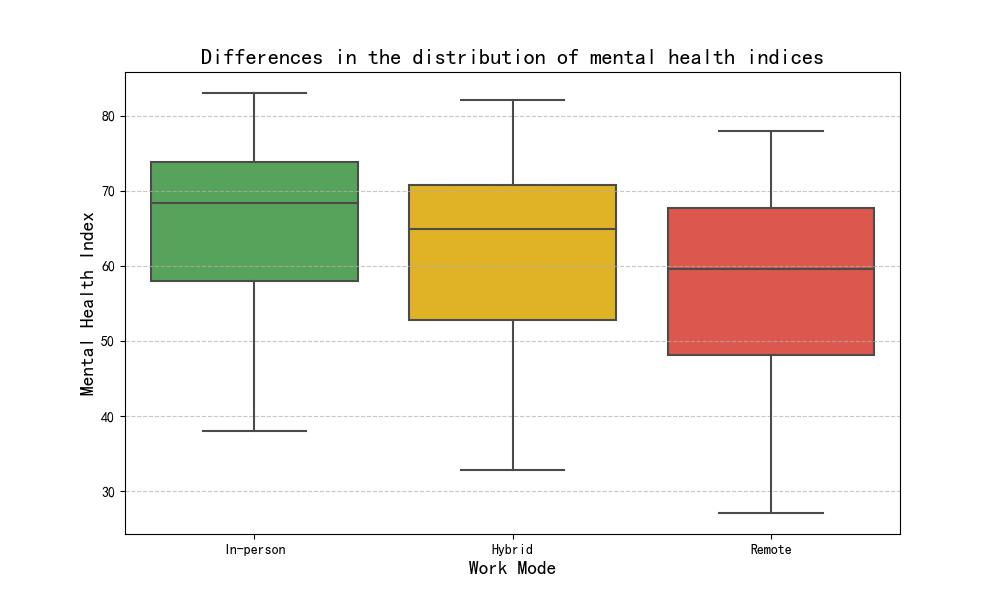 Differences in the distribution of mental health indices
Mental Health Index
80
70
60
50
40
30
In-person
Hybrid
Remote
Work Mode